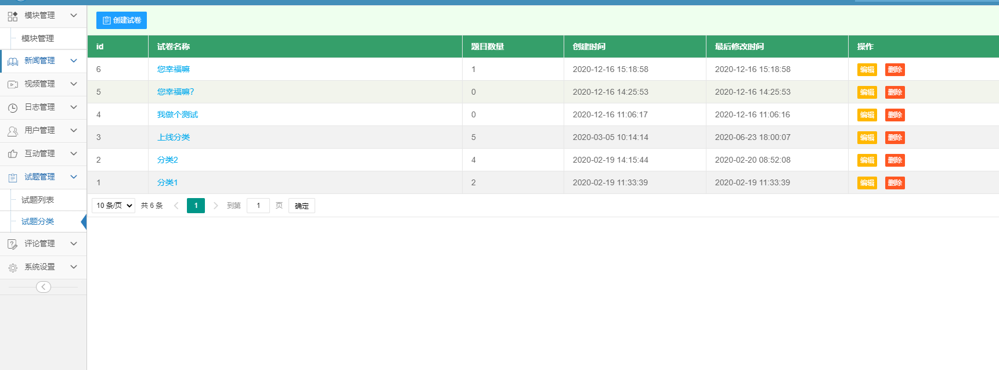 模块管理
模块管理
新闻管理
视频管理
日志管理
用户管理
互动管理
试题管理
试题列表
试题分类
评论管理
系统设置
创建试卷
id 试卷名称 题目数量 创建时间 最后修改时间 操作
6 您幸福嘛 1 2020-12-16 15:18:58 2020-12-16 15:18:58 编辑 删除
5 您幸福嘛? 0 2020-12-16 14:25:53 2020-12-16 14:25:53 编辑 删除
4 我做个测试 0 2020-12-16 11:06:17 2020-12-16 11:06:16 编辑 删除
3 上线分类 5 2020-03-05 10:14:14 2020-06-23 18:00:07 编辑 删除
2 分类2 4 2020-02-19 14:15:44 2020-02-20 08:52:08 编辑 删除
1 分类1 2 2020-02-19 11:33:39 2020-02-19 11:33:39 编辑 删除
10 条/页 共 6 条 1 到第 1 页 确定